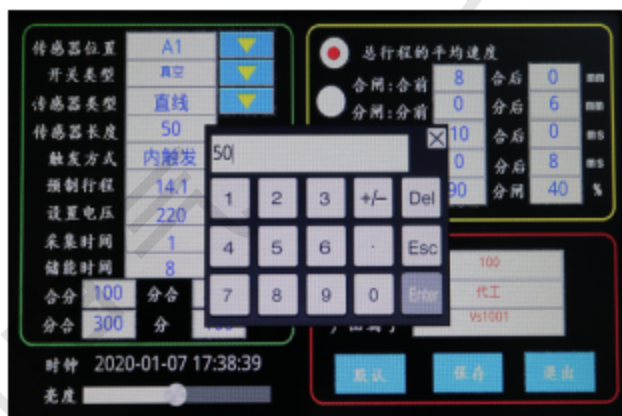 传感器位置 A1
开关类型 真空
传感器类型 直线
传感器长度 50
触发方式 内触发
预制行程 14.1
设置电压 220
采集时间 1
储能时间 8
合分 100 分合
分合 300 分
时钟 2020-01-07 17:38:39
亮度
总行程的平均速度
合闸:合前 8 合后 0 mm
分闸:分前 0 分后 6 mm
10 合后 0 ms
0 分后 8 ms
90 分闸 40 %
50
1 2 3 +/- Del
4 5 6 . Esc
7 8 9 0 Enter
100
代工
Vs1001
默认 保存 退出